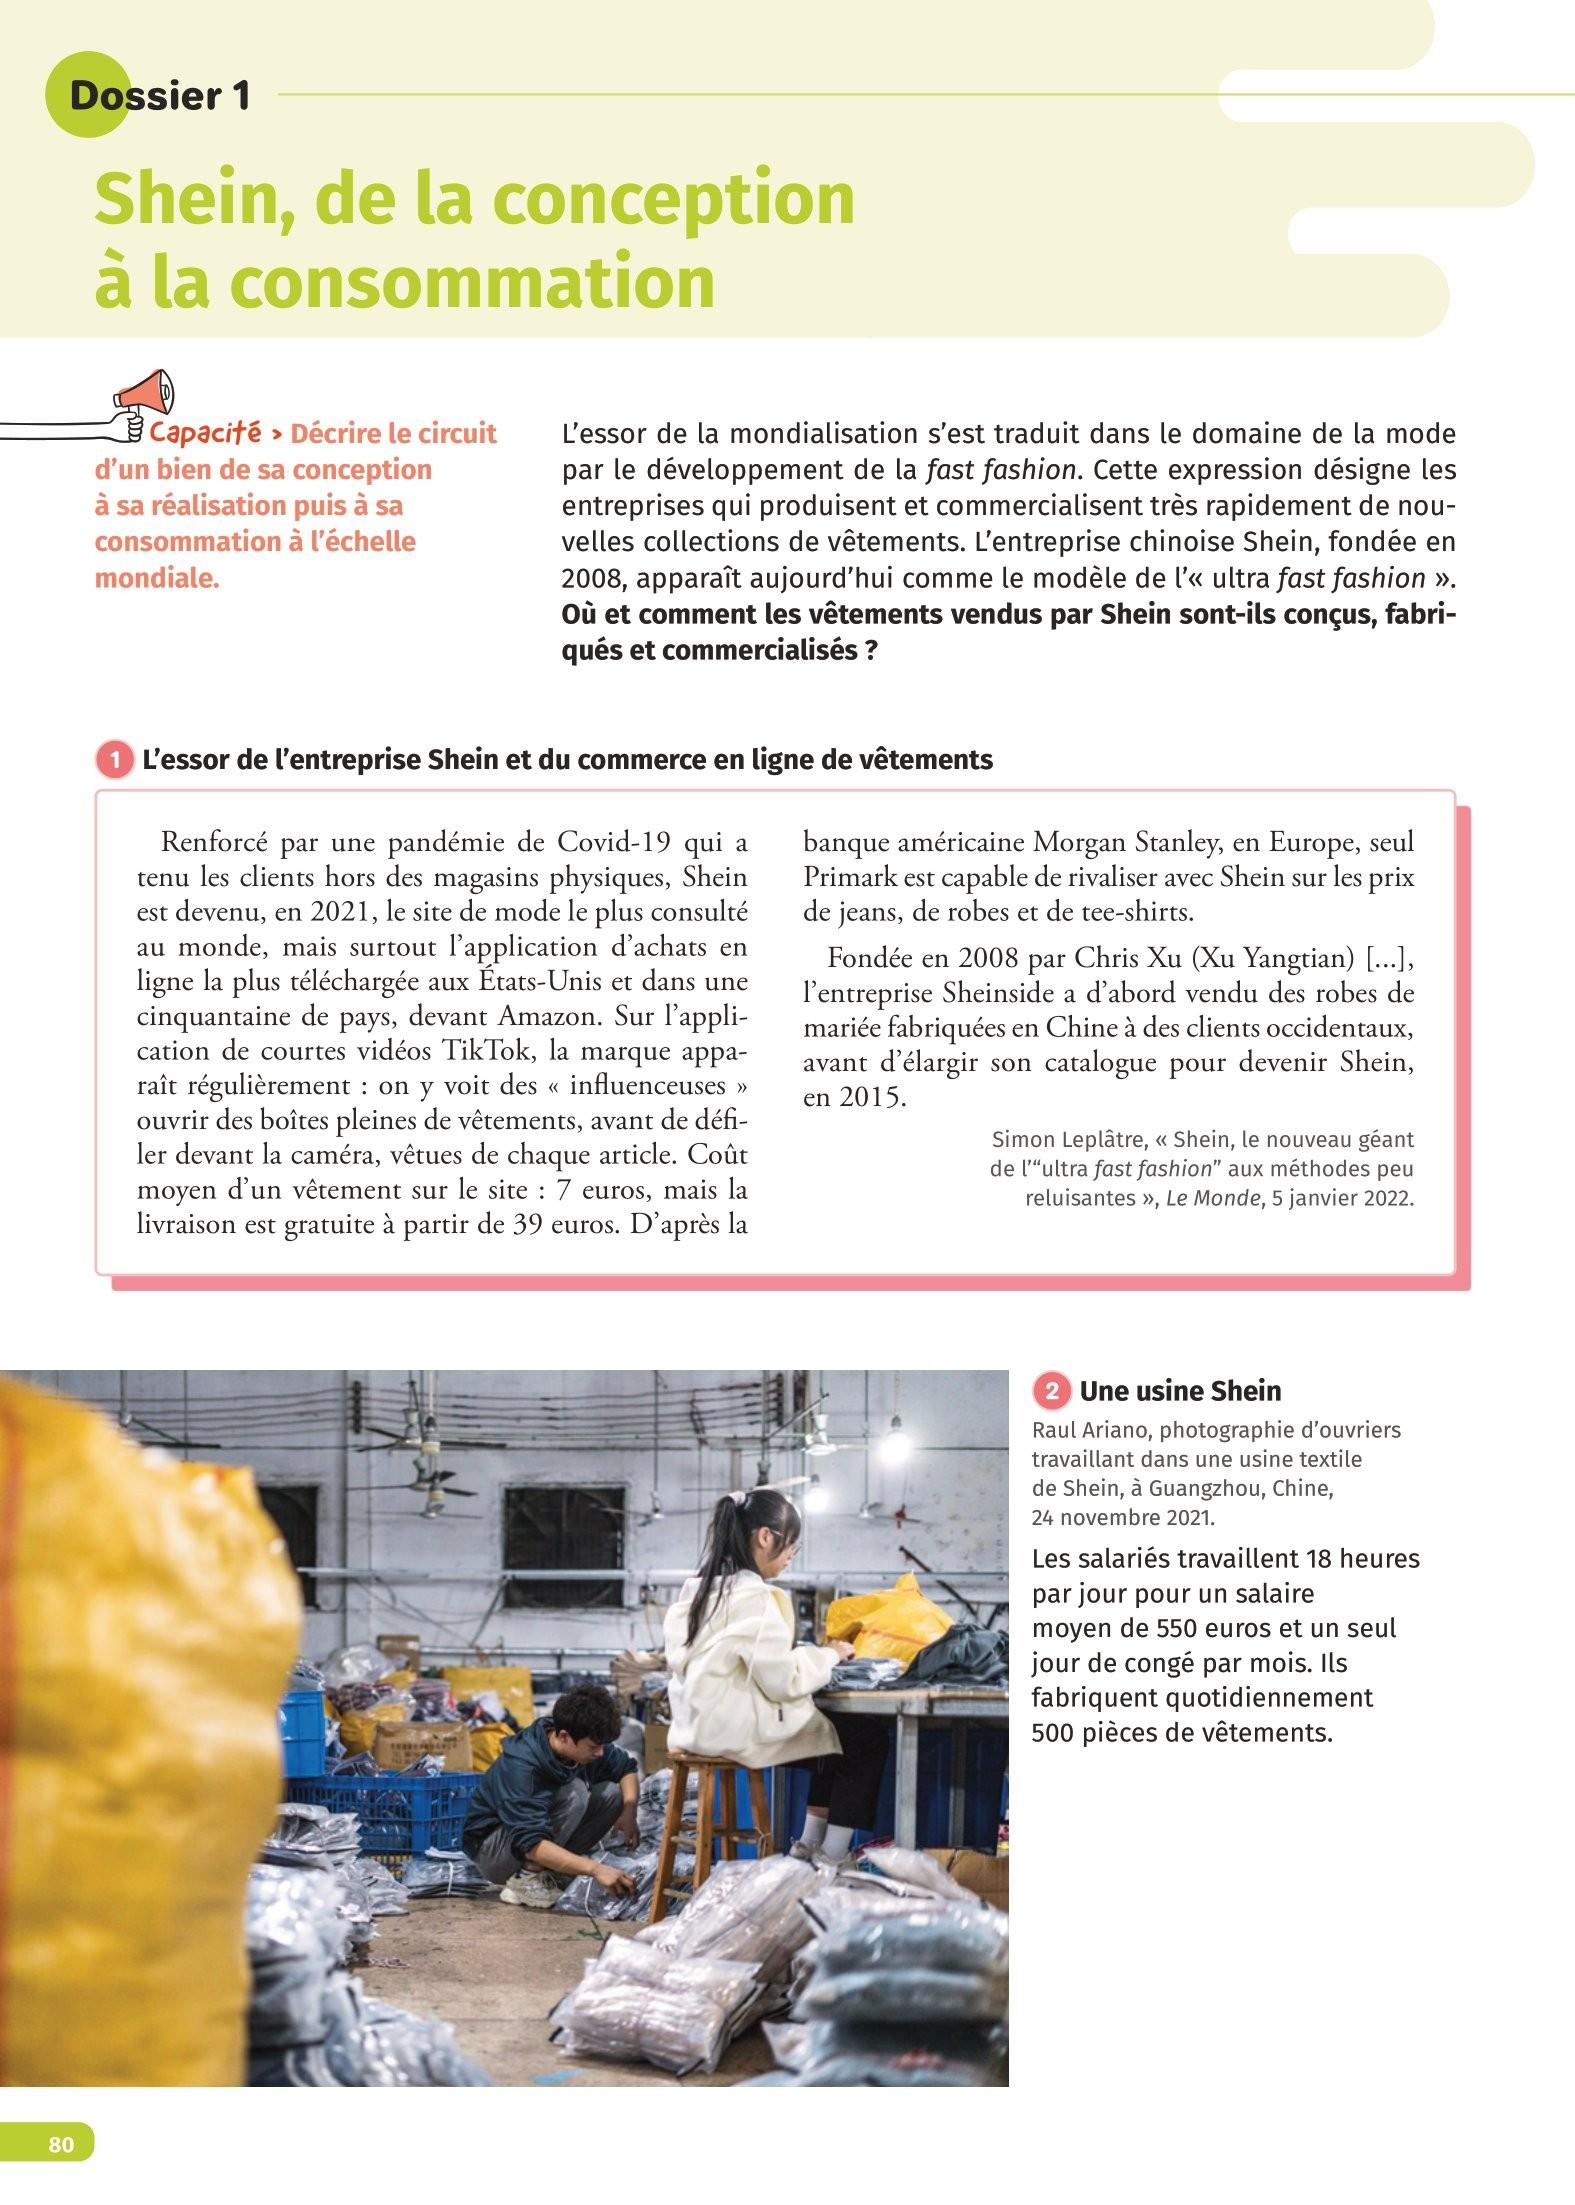 Dossier 1
Shein, de la conception
à la consommation
Capacité > Décrire le circuit
d’un bien de sa conception
à sa réalisation puis à sa
consommation à l’échelle
mondiale.
L’essor de la mondialisation s’est traduit dans le domaine de la mode
par le développement de la fast fashion. Cette expression désigne les
entreprises qui produisent et commercialisent très rapidement de nou-
velles collections de vêtements. L’entreprise chinoise Shein, fondée en
2008, apparaît aujourd’hui comme le modèle de l’« ultra fast fashion ».
Où et comment les vêtements vendus par Shein sont-ils conçus, fabri-
qués et commercialisés ?
1 L’essor de l’entreprise Shein et du commerce en ligne de vêtements
Renforcé par une pandémie de Covid-19 qui a
tenu les clients hors des magasins physiques, Shein
est devenu, en 2021, le site de mode le plus consulté
au monde, mais surtout l’application d’achats en
ligne la plus téléchargée aux États-Unis et dans une
cinquantaine de pays, devant Amazon. Sur l’appli-
cation de courtes vidéos TikTok, la marque appa-
raît régulièrement : on y voit des « influenceuses »
ouvrir des boîtes pleines de vêtements, avant de défi-
ler devant la caméra, vêtues de chaque article. Coût
moyen d’un vêtement sur le site : 7 euros, mais la
livraison est gratuite à partir de 39 euros. D’après la
banque américaine Morgan Stanley, en Europe, seul
Primark est capable de rivaliser avec Shein sur les prix
de jeans, de robes et de tee-shirts.
Fondée en 2008 par Chris Xu (Xu Yangtian) [...],
l’entreprise Sheinside a d’abord vendu des robes de
mariée fabriquées en Chine à des clients occidentaux,
avant d’élargir son catalogue pour devenir Shein,
en 2015.
Simon Leplâtre, « Shein, le nouveau géant
de l’“ultra fast fashion” aux méthodes peu
reluisantes », Le Monde, 5 janvier 2022.
2 Une usine Shein
Raul Ariano, photographie d’ouvriers
travaillant dans une usine textile
de Shein, à Guangzhou, Chine,
24 novembre 2021.
Les salariés travaillent 18 heures
par jour pour un salaire
moyen de 550 euros et un seul
jour de congé par mois. Ils
fabriquent quotidiennement
500 pièces de vêtements.
80